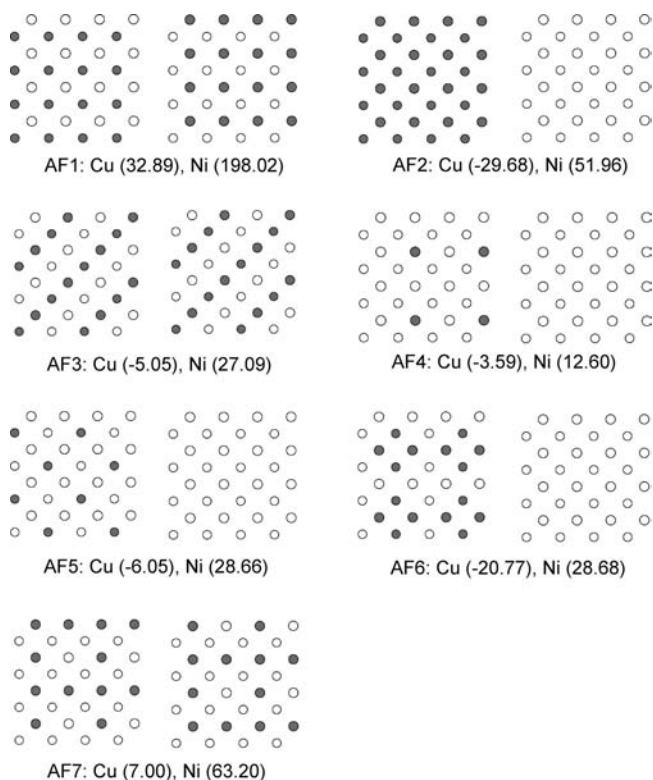 AF1: Cu (32.89), Ni (198.02)
AF2: Cu (-29.68), Ni (51.96)
AF3: Cu (-5.05), Ni (27.09)
AF4: Cu (-3.59), Ni (12.60)
AF5: Cu (-6.05), Ni (28.66)
AF6: Cu (-20.77), Ni (28.68)
AF7: Cu (7.00), Ni (63.20)